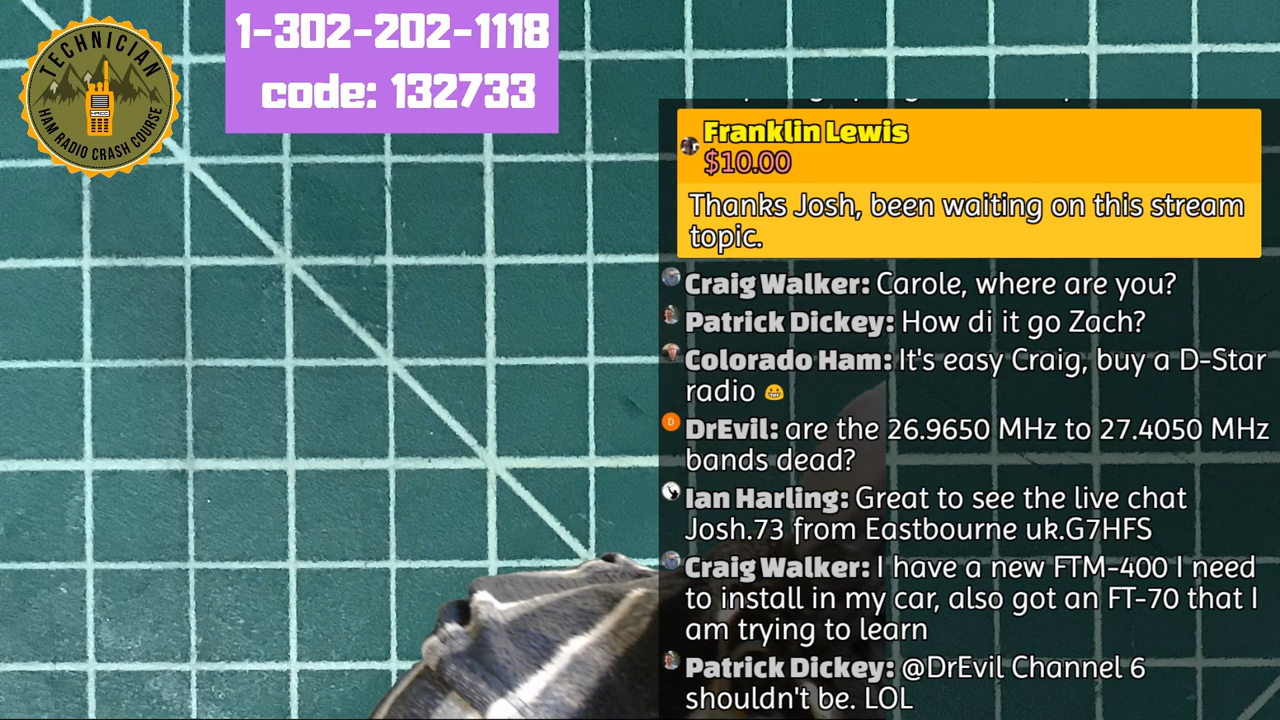 TECHNICIAN
HRCC
HAM RADIO CRASH COURSE
1-302-202-1118
code: 132733
Franklin Lewis
$10.00
Thanks Josh, been waiting on this stream
topic.
Craig Walker: Carole, where are you?
Patrick Dickey: How di it go Zach?
Colorado Ham: It's easy Craig, buy a D-Star
radio 😁
D
DrEvil: are the 26.9650 MHz to 27.4050 MHz
bands dead?
Ian Harling: Great to see the live chat
Josh.73 from Eastbourne uk.G7HFS
Craig Walker: I have a new FTM-400 I need
to install in my car, also got an FT-70 that I
am trying to learn
Patrick Dickey: @DrEvil Channel 6
shouldn't be. LOL